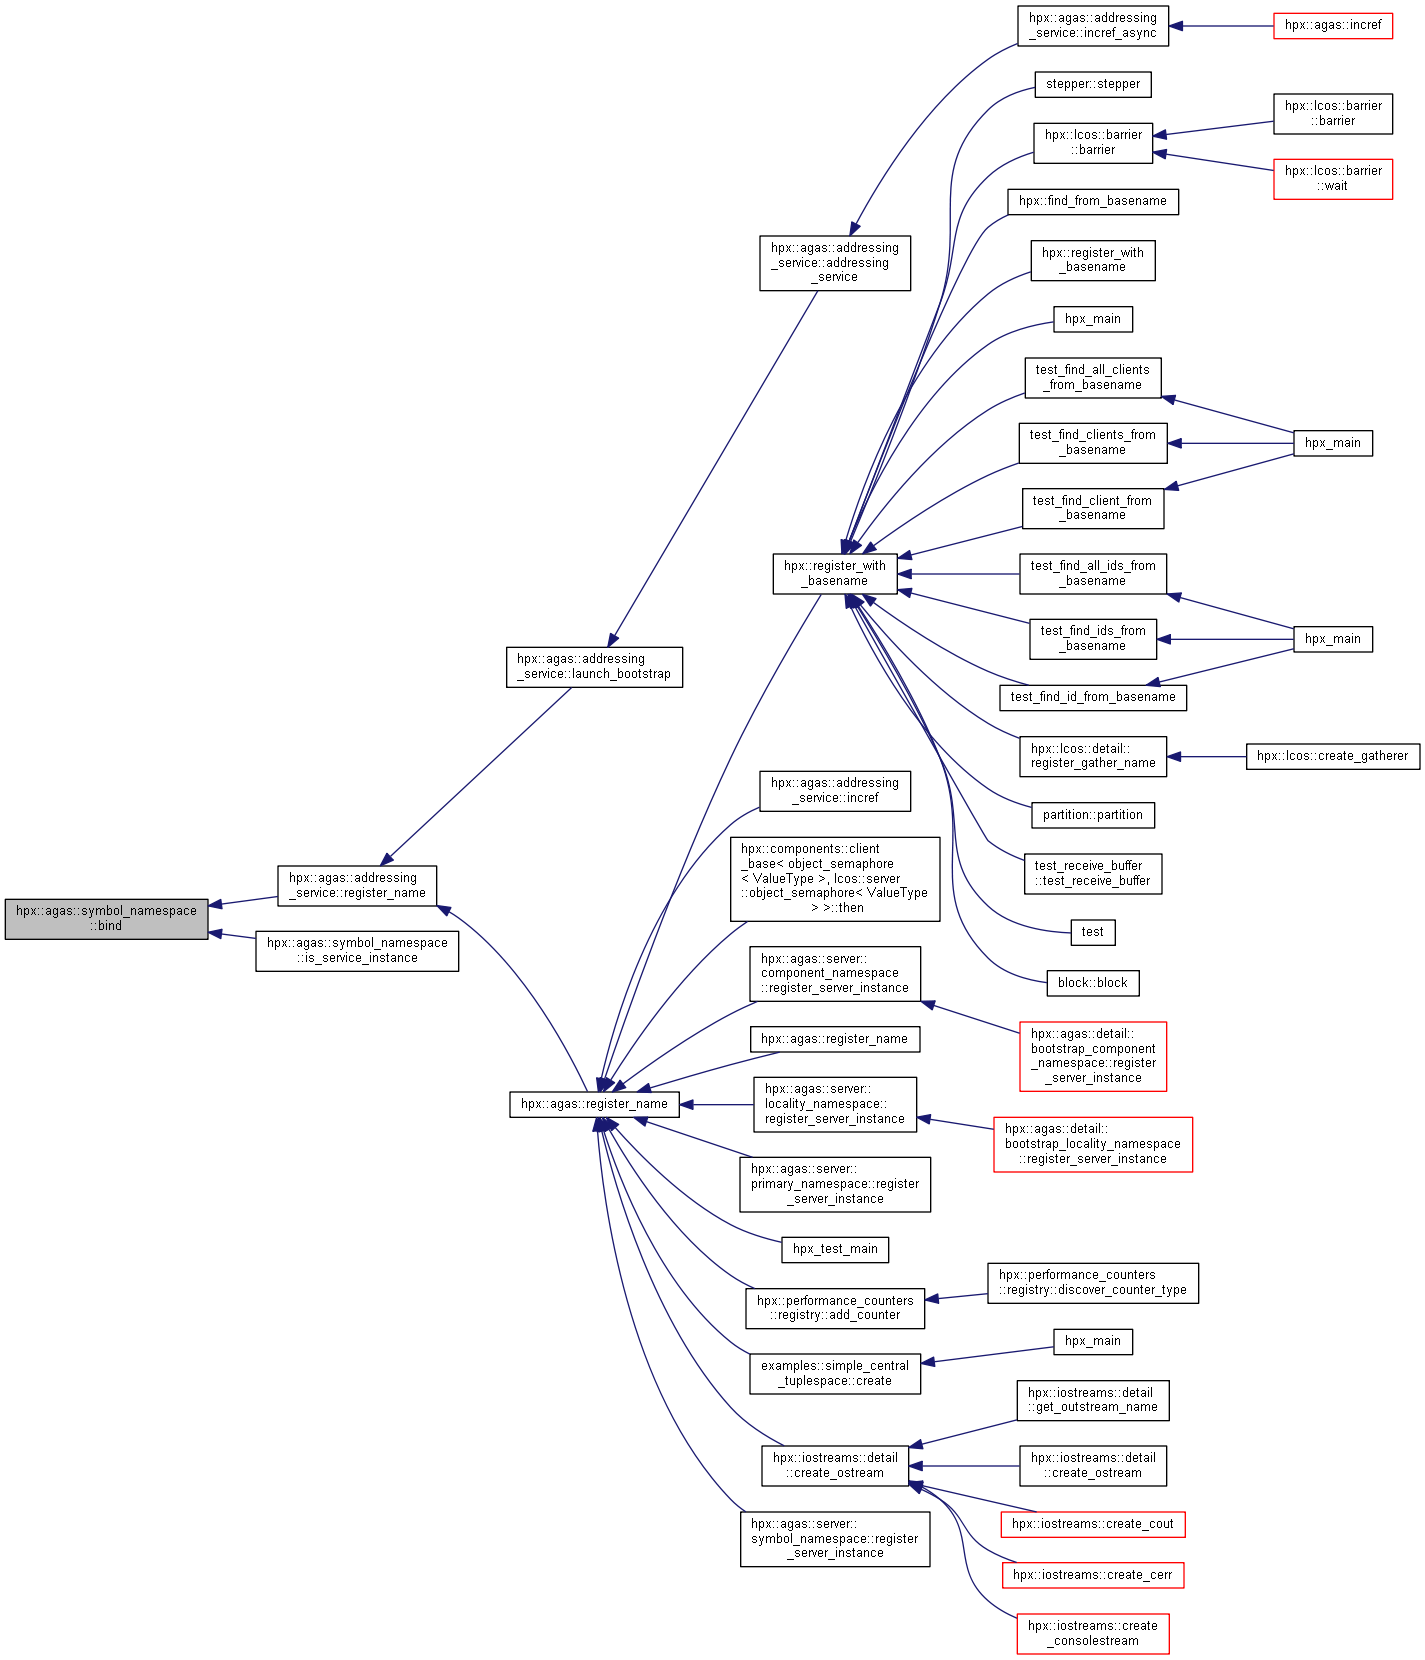 hpx::agas::addressing
_service::incref_async
hpx::agas::incref
stepper::stepper
hpx::lcos::barrier
::barrier
hpx::lcos::barrier
::barrier
hpx::lcos::barrier
::wait
hpx::find_from_basename
hpx::agas::addressing
_service::addressing
_service
hpx::register_with
_basename
hpx_main
test_find_all_clients
_from_basename
test_find_clients_from
_basename
hpx_main
test_find_client_from
_basename
hpx::register_with
_basename
test_find_all_ids_from
_basename
test_find_ids_from
_basename
hpx_main
hpx::agas::addressing
_service::launch_bootstrap
test_find_id_from_basename
hpx::lcos::detail::
register_gather_name
hpx::lcos::create_gatherer
hpx::agas::addressing
_service::incref
partition::partition
hpx::components::client
_base< object_semaphore
< ValueType >, lcos::server
::object_semaphore< ValueType
> >::then
test_receive_buffer
::test_receive_buffer
hpx::agas::addressing
_service::register_name
hpx::agas::symbol_namespace
::bind
test
hpx::agas::symbol_namespace
::is_service_instance
hpx::agas::server::
component_namespace
::register_server_instance
block::block
hpx::agas::register_name
hpx::agas::detail::
bootstrap_component
_namespace::register
_server_instance
hpx::agas::register_name
hpx::agas::server::
locality_namespace::
register_server_instance
hpx::agas::detail::
bootstrap_locality_namespace
::register_server_instance
hpx::agas::server::
primary_namespace::register
_server_instance
hpx_test_main
hpx::performance_counters
::registry::discover_counter_type
hpx::performance_counters
::registry::add_counter
hpx_main
examples::simple_central
_tuplespace::create
hpx::iostreams::detail
::get_outstream_name
hpx::iostreams::detail
::create_ostream
hpx::iostreams::detail
::create_ostream
hpx::iostreams::create_cout
hpx::agas::server::
symbol_namespace::register
_server_instance
hpx::iostreams::create_cerr
hpx::iostreams::create
_consolestream